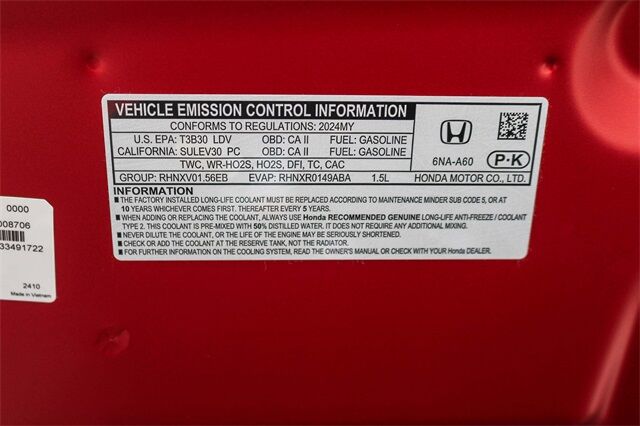 VEHICLE EMISSION CONTROL INFORMATION
CONFORMS TO REGULATIONS: 2024MY
U.S. EPA: T3B30 LDV OBD: CA II FUEL: GASOLINE
CALIFORNIA: SULEV30 PC OBD: CA II FUEL: GASOLINE
TWC, WR-HO2S, HO2S, DFI, TC, CAC
GROUP: RHNXV01.56EB EVAP: RHNXR0149ABA 1.5L
6NA-A60 P·K
HONDA MOTOR CO., LTD.
INFORMATION
■ THE FACTORY INSTALLED LONG-LIFE COOLANT MUST BE REPLACED ACCORDING TO MAINTENANCE MINDER SUB CODE 5, OR AT
10 YEARS WHICHEVER COMES FIRST. THEREAFTER EVERY 5 YEARS.
■ WHEN ADDING OR REPLACING COOLANT, ALWAYS USE Honda RECOMMENDED GENUINE LONG-LIFE ANTI-FREEZE / COOLANT
TYPE 2. THIS COOLANT IS PRE-MIXED WITH 50% DISTILLED WATER AND DOES NOT REQUIRE ADDITIONAL MIXING.
■ NEVER DILUTE THE COOLANT, OR THE LIFE OF THE ENGINE MAY BE SIGNIFICANTLY SHORTENED.
■ CHECK OR ADD COOLANT AT THE RESERVE TANK, NOT THE RADIATOR.
■ FOR FURTHER INFORMATION ON THE COOLING SYSTEM, READ THE OWNER'S MANUAL OR CHECK WITH YOUR Honda DEALER.
0000
008706
33491722
2410
Made in Vietnam